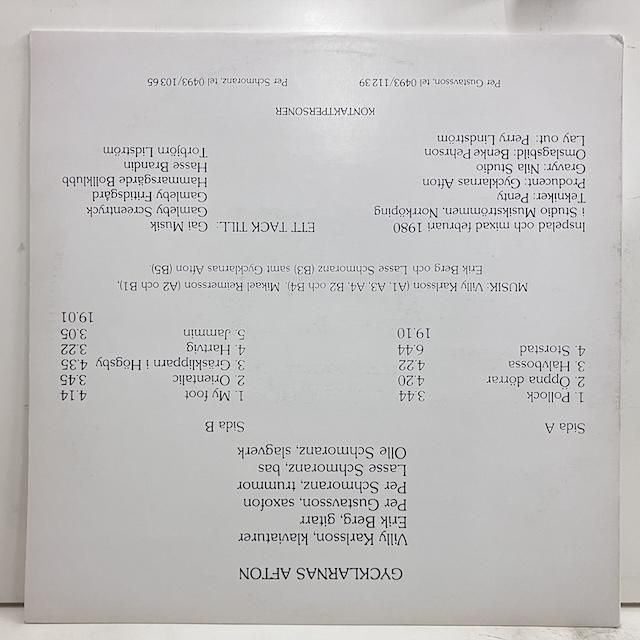 GYCKLARNAS AFTON
Villy Karlsson, klaviaturer
Erik Berg, gitarr
Per Gustavsson, saxofon
Per Schmoranz, trummor
Lasse Schmoranz, bas
Olle Schmoranz, slagverk
Sida A
1. Pollock 3.44
2. Öppna dörrar 4.20
3. Halvbossa 4.22
4. Storstad 6.44
19.10
Sida B
1. My foot 4.14
2. Orientalic 3.45
3. Gräsklipparn i Högsby 4.35
4. Hartvig 3.22
5. Jammin 3.05
19.01
MUSIK: Villy Karlsson (A1, A3, A4, B2 och B4). Mikael Reimersson (A2 och B1),
Erik Berg och Lasse Schmoranz (B3) samt Gycklarnas Afton (B5).
Inspelad och mixad februari 1980
i Studio Musikströmmen, Norrköping
Tekniker: Penty
Producent: Gycklarnas Afton
Gravyr: Nila Studio
Omslagsbild: Benke Pehrson
Lay out: Perry Lindström
ETT TACK TILL: Gai Musik
Gamleby Screentryck
Gamleby Fritidsgård
Hammarsgärde Bollklubb
Hasse Brandin
Torbjörn Lidström
KONTAKTPERSONER
Per Gustavsson, tel 0493/112 39 Per Schmoranz, tel 0493/103 65